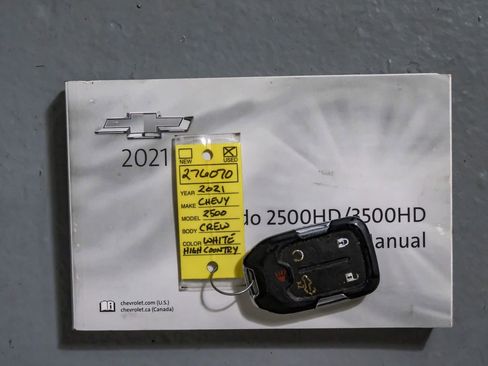 2021
NEW
USED
276070
YEAR 2021
MAKE CHEVY
MODEL 2500
BODY CREW
COLOR WHITE
HIGH COUNTRY
do 2500HD/3500HD
anual
chevrolet.com (U.S.)
chevrolet.ca (Canada)